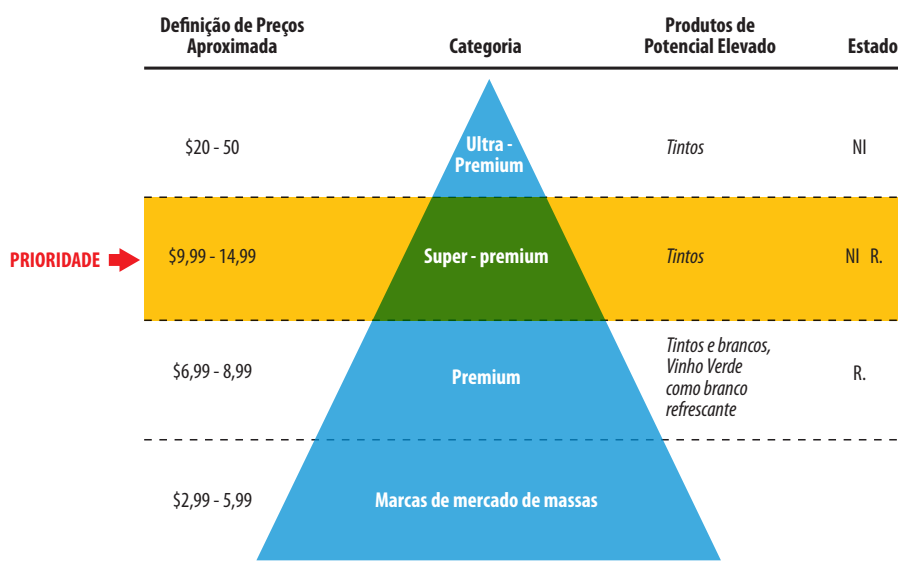 Definição de Preços
Aproximada
Categoria
Produtos de
Potencial Elevado
Estado
$20 - 50
Ultra -
Premium
Tintos
NI
PRIORIDADE
$9,99 - 14,99
Super - premium
Tintos
NI R.
$6,99 - 8,99
Premium
Tintos e brancos,
Vinho Verde
como branco
refrescante
R.
$2,99 - 5,99
Marcas de mercado de massas